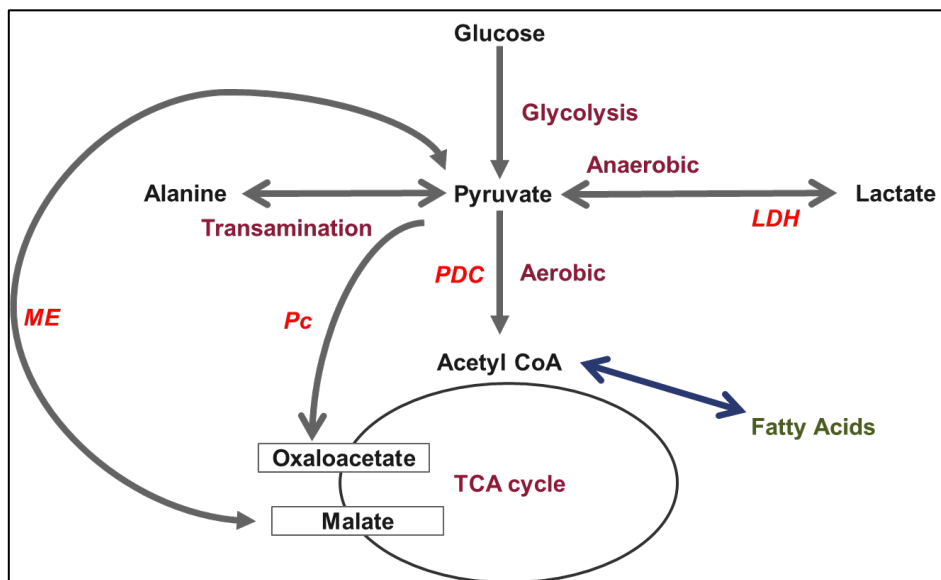 Glucose
Glycolysis
Anaerobic
Alanine
Pyruvate
Lactate
Transamination
LDH
PDC
Aerobic
ME
Pc
Acetyl CoA
Fatty Acids
Oxaloacetate
TCA cycle
Malate